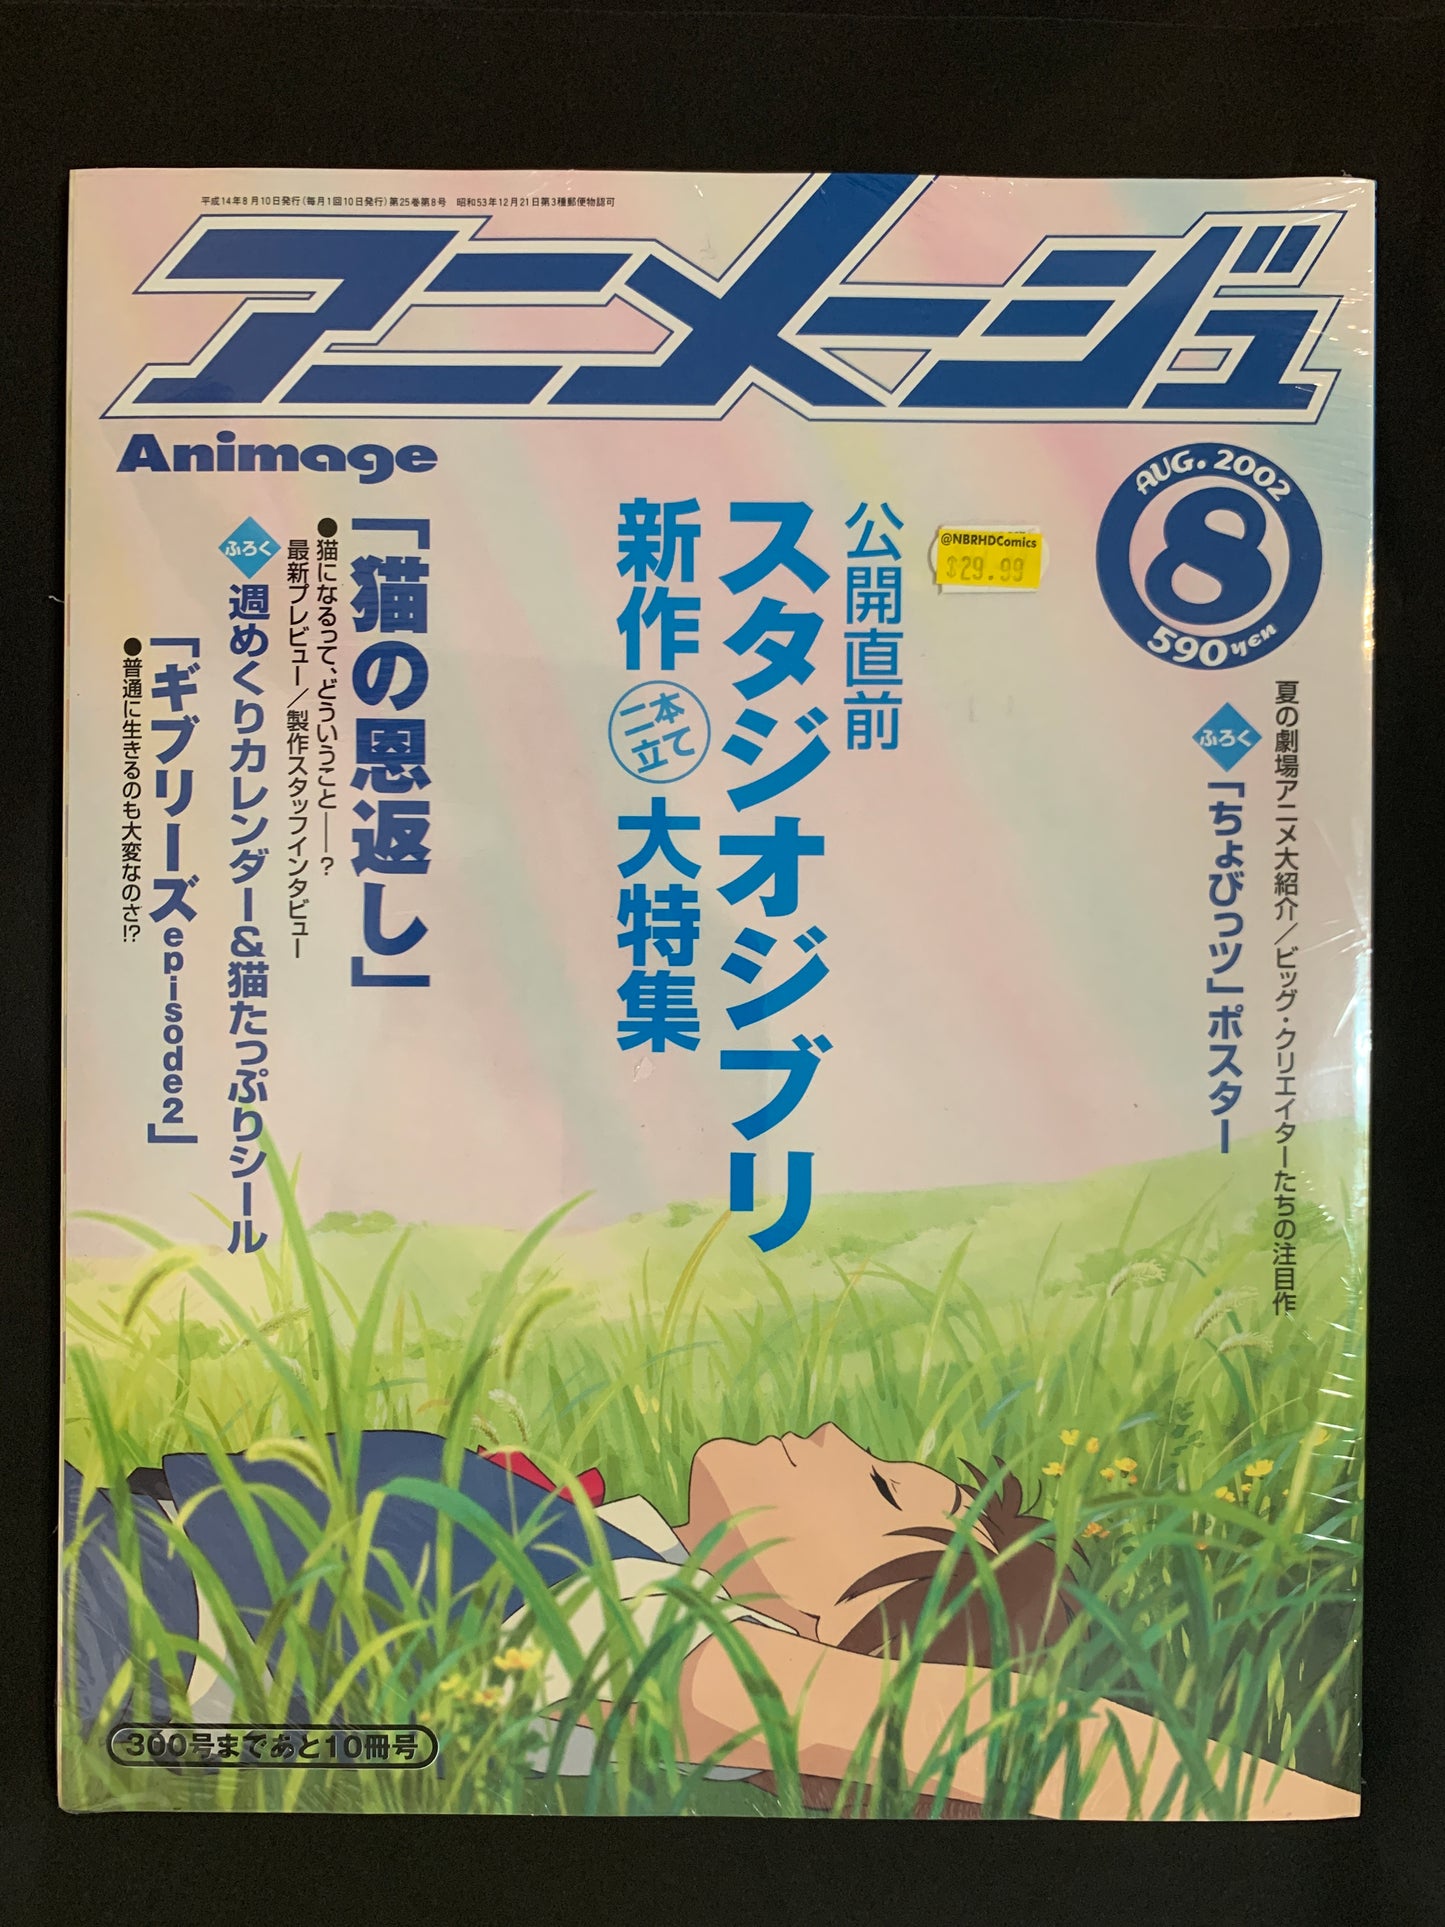 平成14年8月10日発行(毎月1回10日発行)第25巻第8号 昭和53年12月21日第3種郵便物認可
アニメージュ
Animage
AUG. 2002
8
590yen
@NBRHDComics
$29.99
夏の劇場アニメ大紹介/ビッグ・クリエイターたちの注目作
ふろく
「ちょびっツ」ポスター
公開直前
スタジオジブリ
新作二本立て大特集
「猫の恩返し」
●猫になるって、どういうこと――?
最新プレビュー/製作スタッフインタビュー
ふろく
週めくりカレンダー&猫たっぷりシール
「ギブリーズepisode2」
●普通に生きるのも大変なのさ!?
300号まであと10冊号